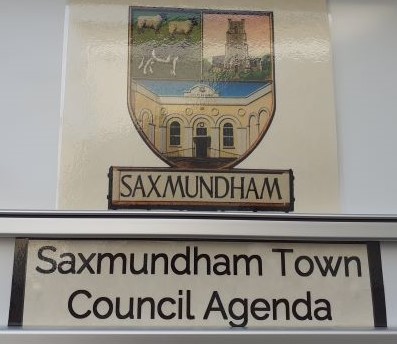 SAXMUNDHAM
Saxmundham Town
Council Agenda